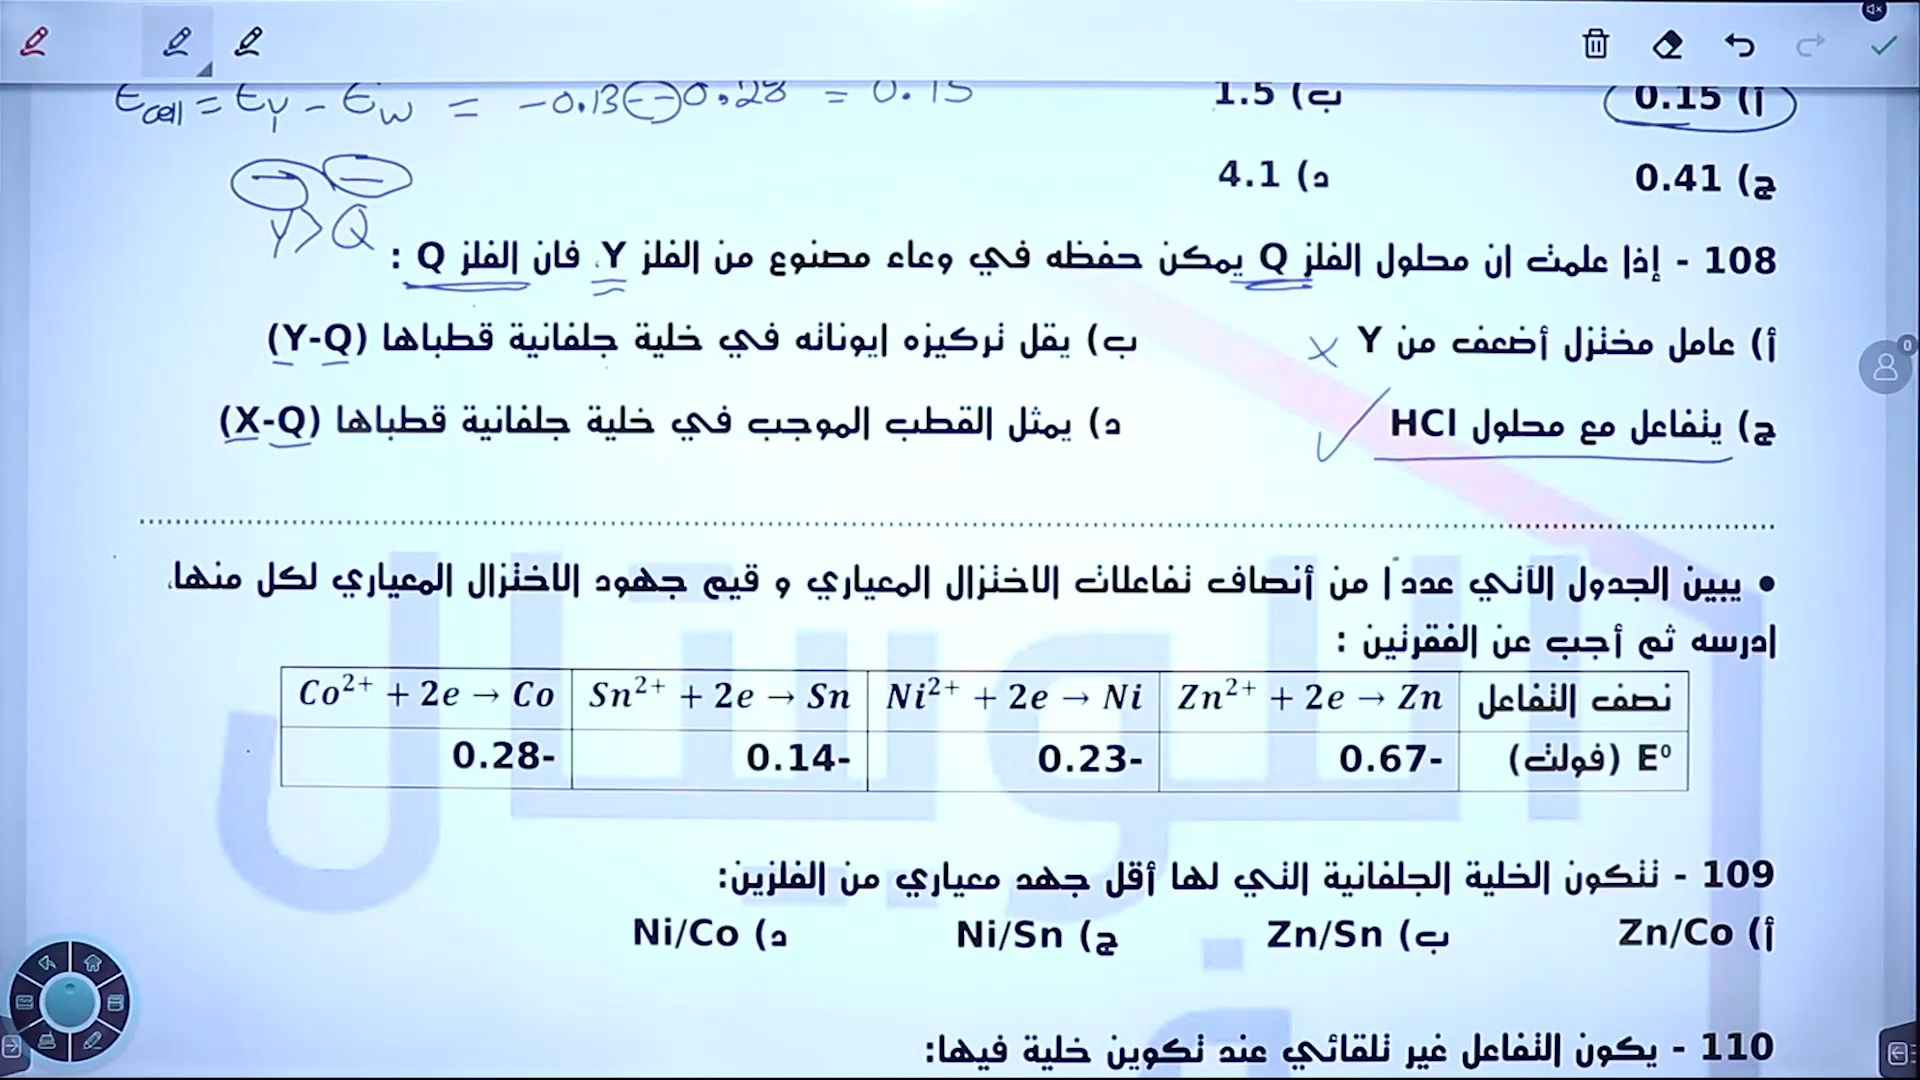 Ecell = EY - EW = -0.13 - -0.28 = 0.15
أ) 0.15
ب) 1.5
ج) 0.41
د) 4.1
Y > Q
108 - إذا علمت ان محلول الفلز Q يمكن حفظه في وعاء مصنوع من الفلز Y. فان الفلز Q :
أ) عامل مختزل أضعف من Y
ب) يقل تركيزه إيوناته في خلية جلفانية قطباها (Y-Q)
ج) يتفاعل مع محلول HCl
د) يمثل القطب الموجب في خلية جلفانية قطباها (X-Q)
• يبين الجدول الآتي عدداً من أنصاف تفاعلات الاختزال المعياري و قيم جهود الاختزال المعياري لكل منها،
إدرسه ثم أجب عن الفقرتين :
نصف التفاعل Zn²⁺ + 2e → Zn Ni²⁺ + 2e → Ni Sn²⁺ + 2e → Sn Co²⁺ + 2e → Co
E⁰ (فولت) 0.67- 0.23- 0.14- 0.28-
109 - تتكون الخلية الجلفانية التي لها أقل جهد معياري من الفلزين:
أ) Zn/Co ب) Zn/Sn ج) Ni/Sn د) Ni/Co
110 - يكون التفاعل غير تلقائي عند تكوين خلية فيها:
0